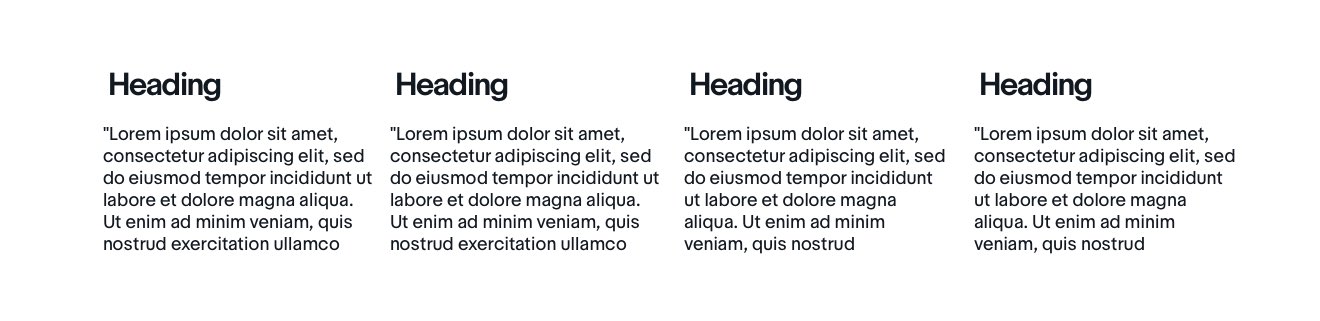 Heading
"Lorem ipsum dolor sit amet,
consectetur adipiscing elit, sed
do eiusmod tempor incididunt ut
labore et dolore magna aliqua.
Ut enim ad minim veniam, quis
nostrud exercitation ullamco
Heading
"Lorem ipsum dolor sit amet,
consectetur adipiscing elit, sed
do eiusmod tempor incididunt ut
labore et dolore magna aliqua.
Ut enim ad minim veniam, quis
nostrud exercitation ullamco
Heading
"Lorem ipsum dolor sit amet,
consectetur adipiscing elit, sed
do eiusmod tempor incididunt
ut labore et dolore magna
aliqua. Ut enim ad minim
veniam, quis nostrud
Heading
"Lorem ipsum dolor sit amet,
consectetur adipiscing elit, sed
do eiusmod tempor incididunt
ut labore et dolore magna
aliqua. Ut enim ad minim
veniam, quis nostrud